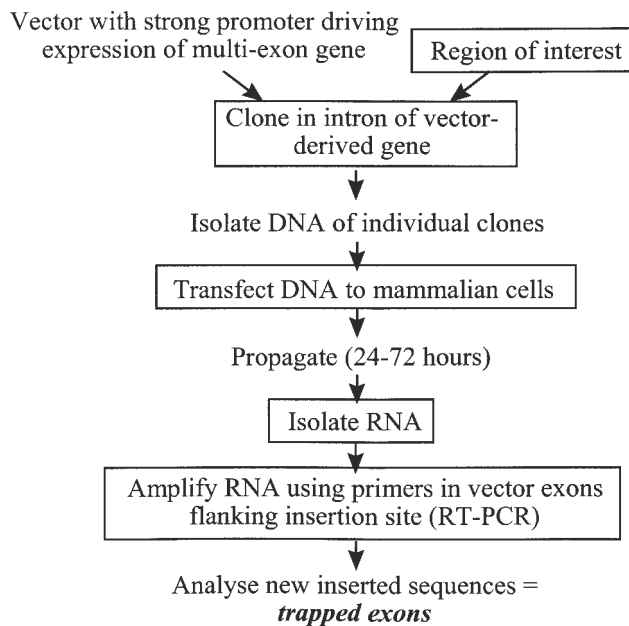 Vector with strong promoter driving
expression of multi-exon gene
Region of interest
Clone in intron of vector-
derived gene
Isolate DNA of individual clones
Transfect DNA to mammalian cells
Propagate (24-72 hours)
Isolate RNA
Amplify RNA using primers in vector exons
flanking insertion site (RT-PCR)
Analyse new inserted sequences =
trapped exons